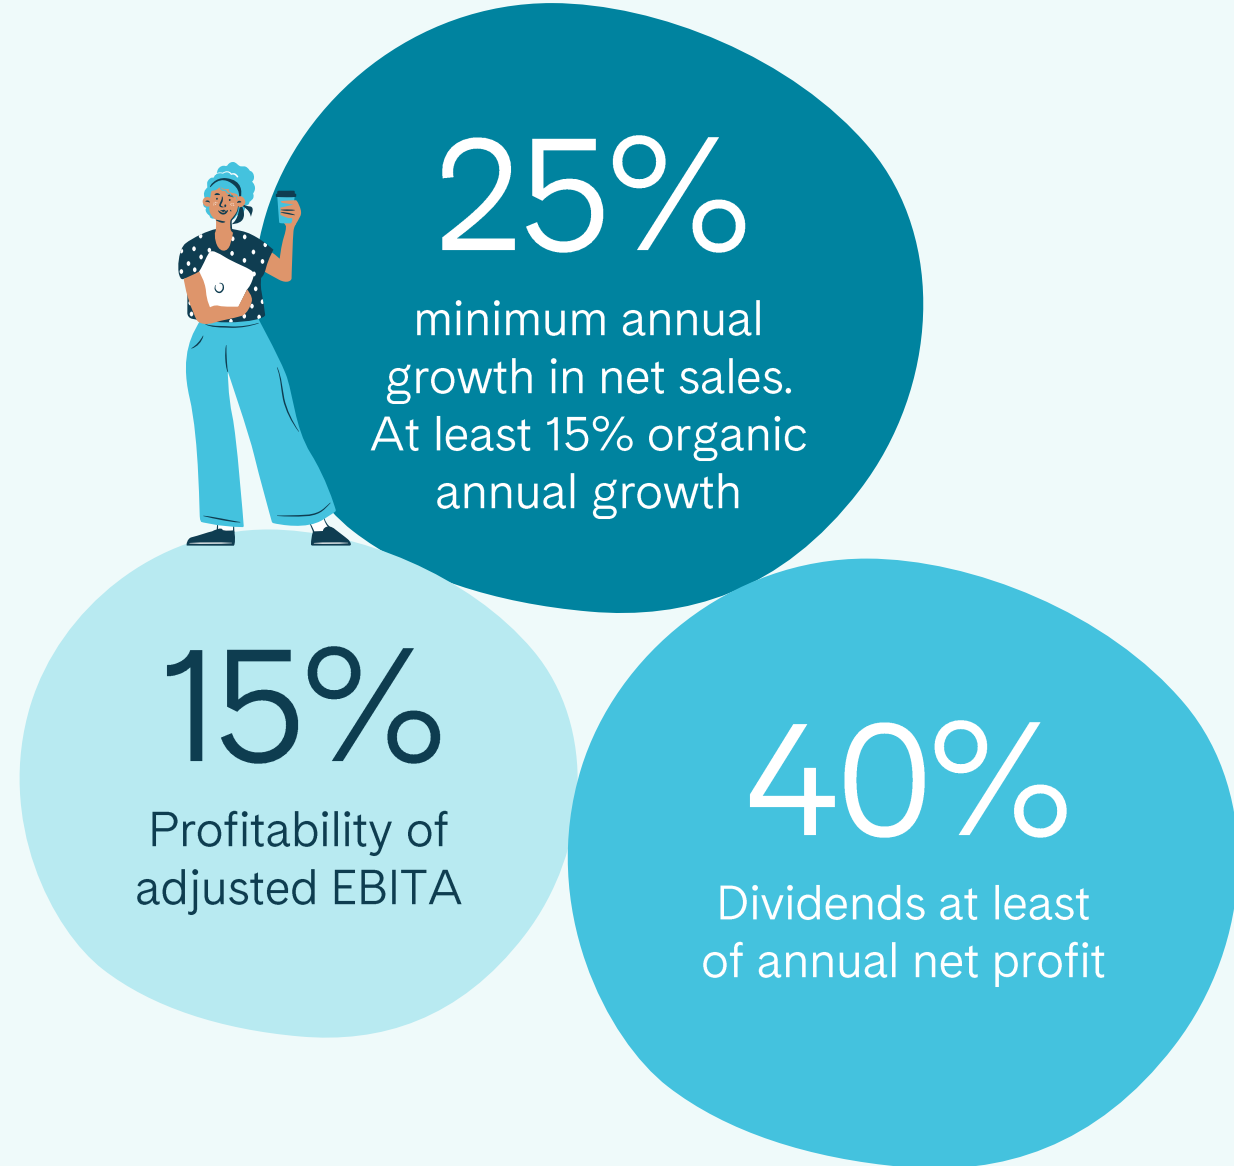 25%
minimum annual
growth in net sales.
At least 15% organic
annual growth
15%
Profitability of
adjusted EBITA
40%
Dividends at least
of annual net profit